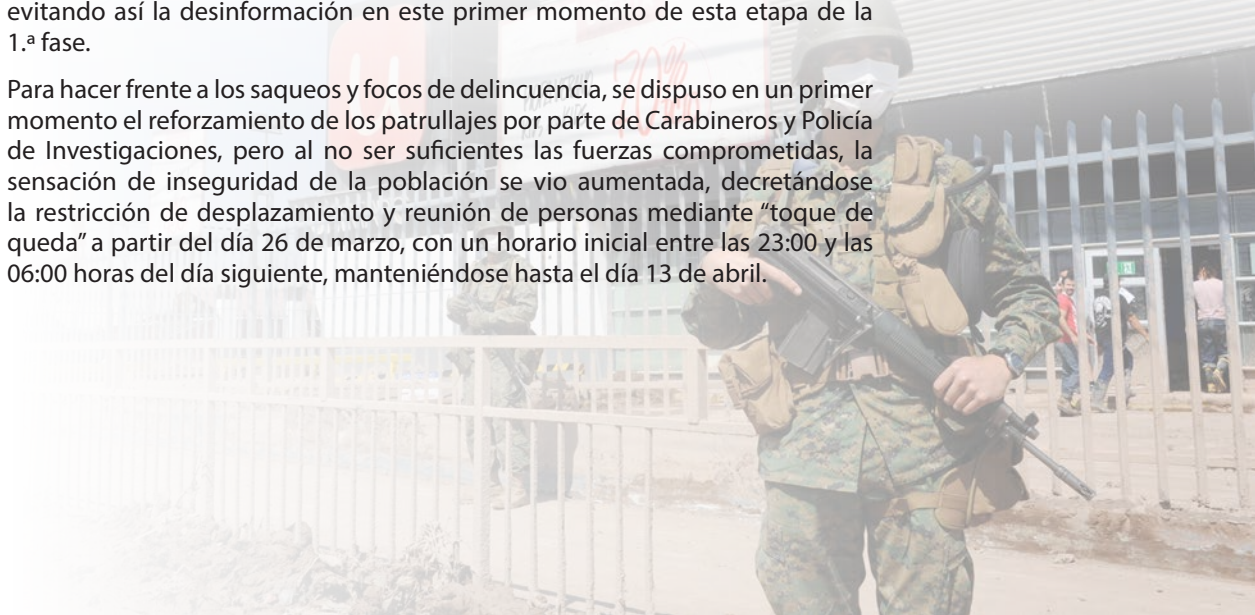 evitando así la desinformación en este primer momento de esta etapa de la
1.ª fase.
Para hacer frente a los saqueos y focos de delincuencia, se dispuso en un primer
momento el reforzamiento de los patrullajes por parte de Carabineros y Policía
de Investigaciones, pero al no ser suficientes las fuerzas comprometidas, la
sensación de inseguridad de la población se vio aumentada, decretándose
la restricción de desplazamiento y reunión de personas mediante “toque de
queda” a partir del día 26 de marzo, con un horario inicial entre las 23:00 y las
06:00 horas del día siguiente, manteniéndose hasta el día 13 de abril.
70%